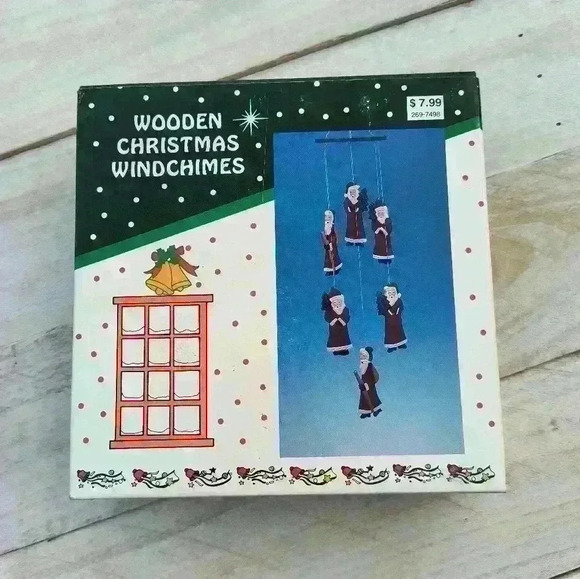 WOODEN
CHRISTMAS
WINDCHIMES
$ 7.99
269-7498